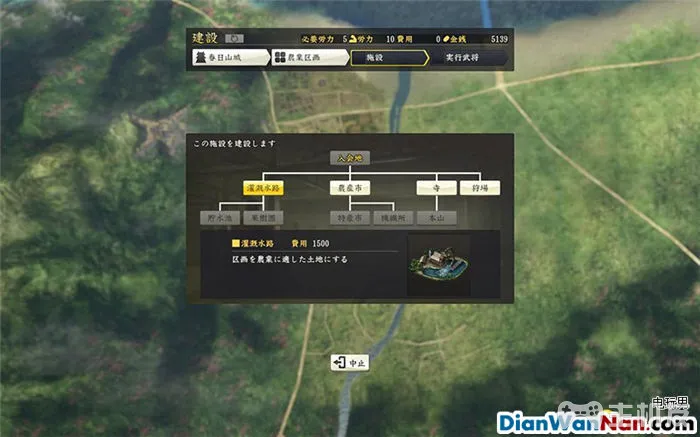 建設
必要労力 5 労力 10 費用 0 金銭 5139
春日山城 農業区画 施設 実行武将
この施設を建設します
入会地
灌漑水路 農産市 寺 狩場
貯水池 果樹園 特産市 機織所 本山
灌漑水路 費用 1500
区画を農業に適した土地にする
中止
电玩男
DianWanNan.com